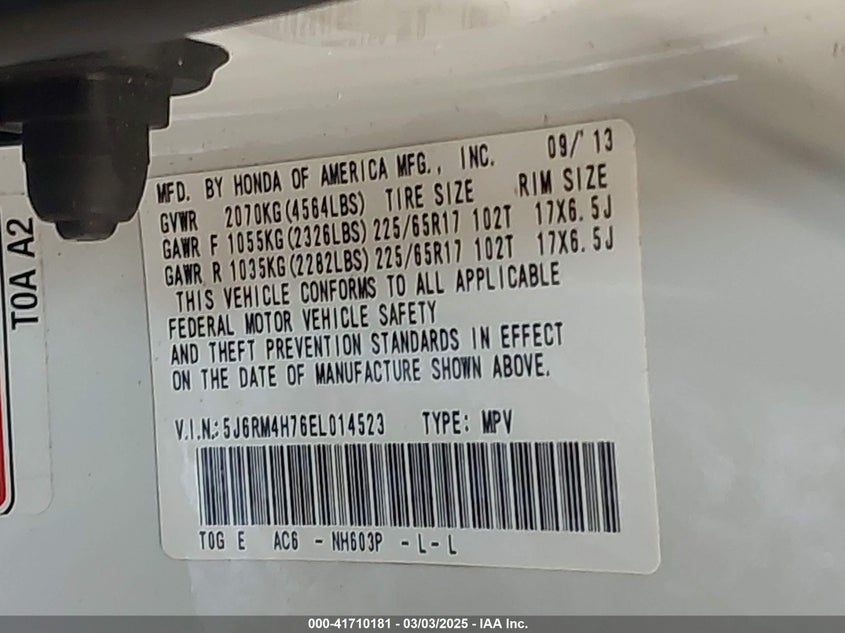 MFD. BY HONDA OF AMERICA MFG., INC. 09/'13
GVWR 2070KG(4564LBS) TIRE SIZE RIM SIZE
GAWR F 1055KG(2326LBS) 225/65R17 102T 17X6.5J
GAWR R 1035KG(2282LBS) 225/65R17 102T 17X6.5J
THIS VEHICLE CONFORMS TO ALL APPLICABLE
FEDERAL MOTOR VEHICLE SAFETY
AND THEFT PREVENTION STANDARDS IN EFFECT
ON THE DATE OF MANUFACTURE SHOWN ABOVE.
V.I.N.: 5J6RM4H76EL014523 TYPE: MPV
T0G E AC6 - NH603P - L - L
T0A A2
000-41710181 - 03/03/2025 - IAA Inc.